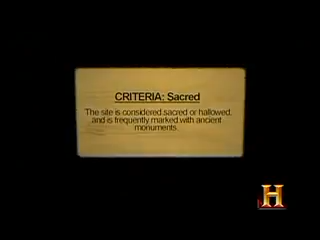 CRITERIA: Sacred
The site is considered sacred or hallowed,
and is frequently marked with ancient
monuments.
H